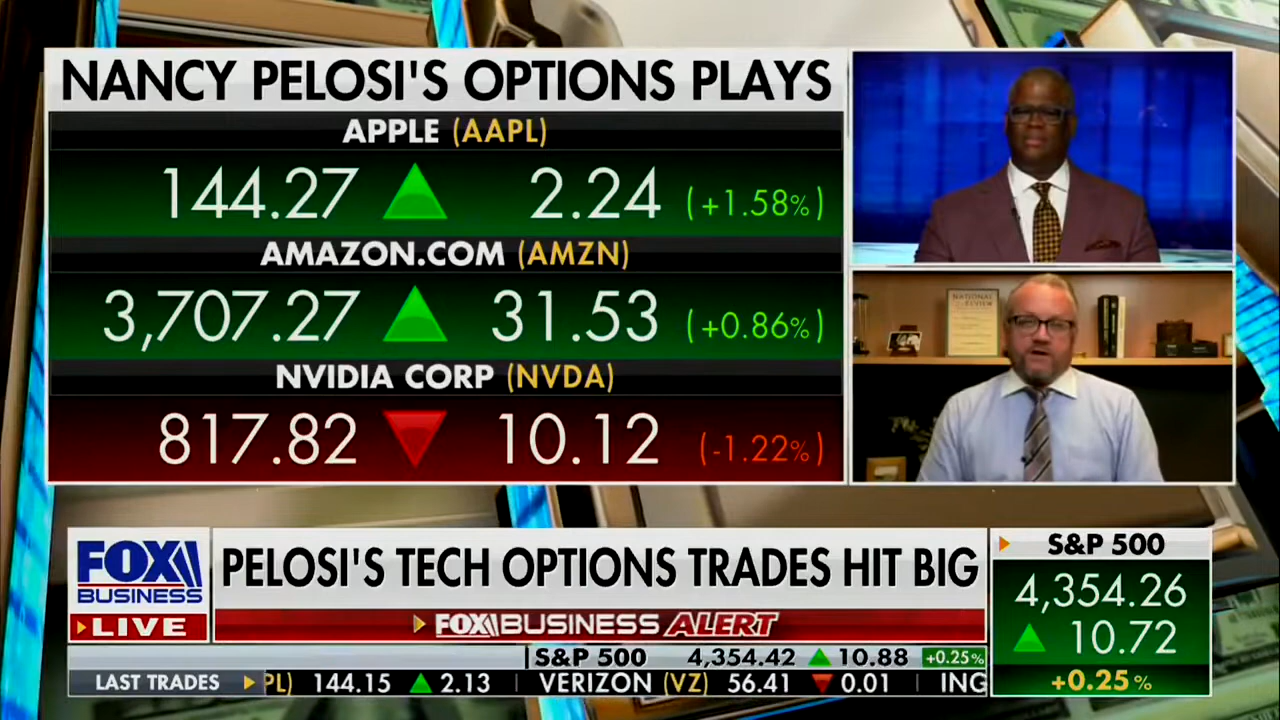 NANCY PELOSI'S OPTIONS PLAYS
APPLE (AAPL)
144.27 ▲ 2.24 (+1.58%)
AMAZON.COM (AMZN)
3,707.27 ▲ 31.53 (+0.86%)
NVIDIA CORP (NVDA)
817.82 ▼ 10.12 (-1.22%)
NATIONAL
REVIEW
FOX
BUSINESS
LIVE
PELOSI'S TECH OPTIONS TRADES HIT BIG
FOX BUSINESS ALERT
S&P 500
4,354.26
▲ 10.72
+0.25%
S&P 500 4,354.42 ▲ 10.88 +0.25%
LAST TRADES PL) 144.15 ▲ 2.13 VERIZON (VZ) 56.41 ▼ 0.01 ING